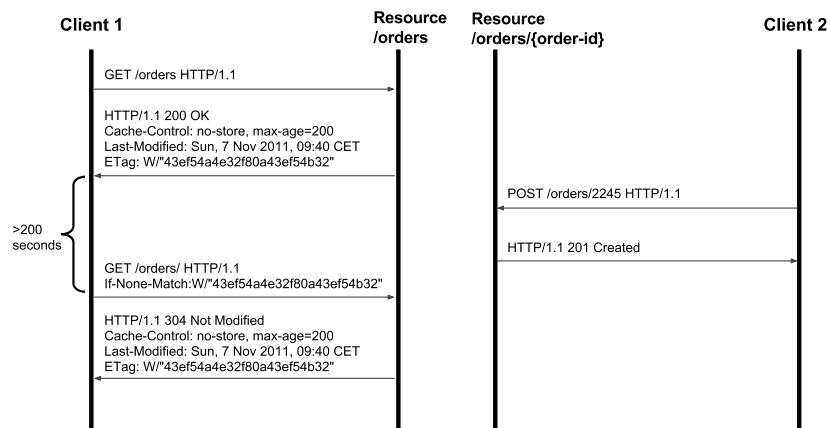 Client 1
Resource
/orders
Resource
/orders/{order-id}
Client 2
GET /orders HTTP/1.1
HTTP/1.1 200 OK
Cache-Control: no-store, max-age=200
Last-Modified: Sun, 7 Nov 2011, 09:40 CET
ETag: W/"43ef54a4e32f80a43ef54b32"
POST /orders/2245 HTTP/1.1
>200
seconds
HTTP/1.1 201 Created
GET /orders/ HTTP/1.1
If-None-Match:W/"43ef54a4e32f80a43ef54b32"
HTTP/1.1 304 Not Modified
Cache-Control: no-store, max-age=200
Last-Modified: Sun, 7 Nov 2011, 09:40 CET
ETag: W/"43ef54a4e32f80a43ef54b32"